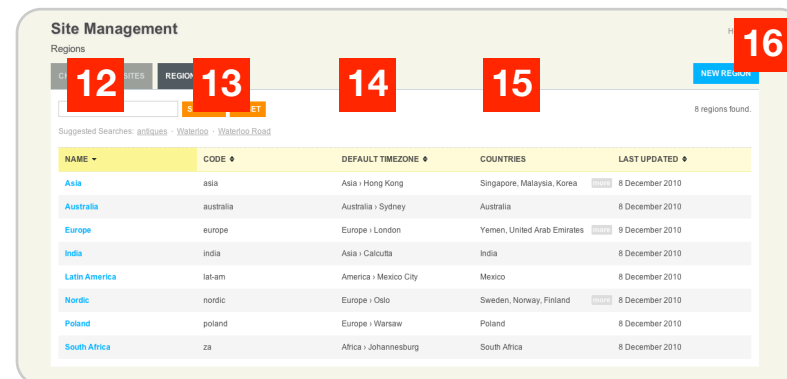 Site Management
Regions
12
13
14
15
16
SITES
REGION
NEW REGION
8 regions found.
Suggested Searches: antiques · Waterloo · Waterloo Road
NAME CODE DEFAULT TIMEZONE COUNTRIES LAST UPDATED
Asia asia Asia › Hong Kong Singapore, Malaysia, Korea more 8 December 2010
Australia australia Australia › Sydney Australia 8 December 2010
Europe europe Europe › London Yemen, United Arab Emirates more 9 December 2010
India india Asia › Calcutta India 8 December 2010
Latin America lat-am America › Mexico City Mexico 8 December 2010
Nordic nordic Europe › Oslo Sweden, Norway, Finland more 8 December 2010
Poland poland Europe › Warsaw Poland 8 December 2010
South Africa za Africa › Johannesburg South Africa 8 December 2010